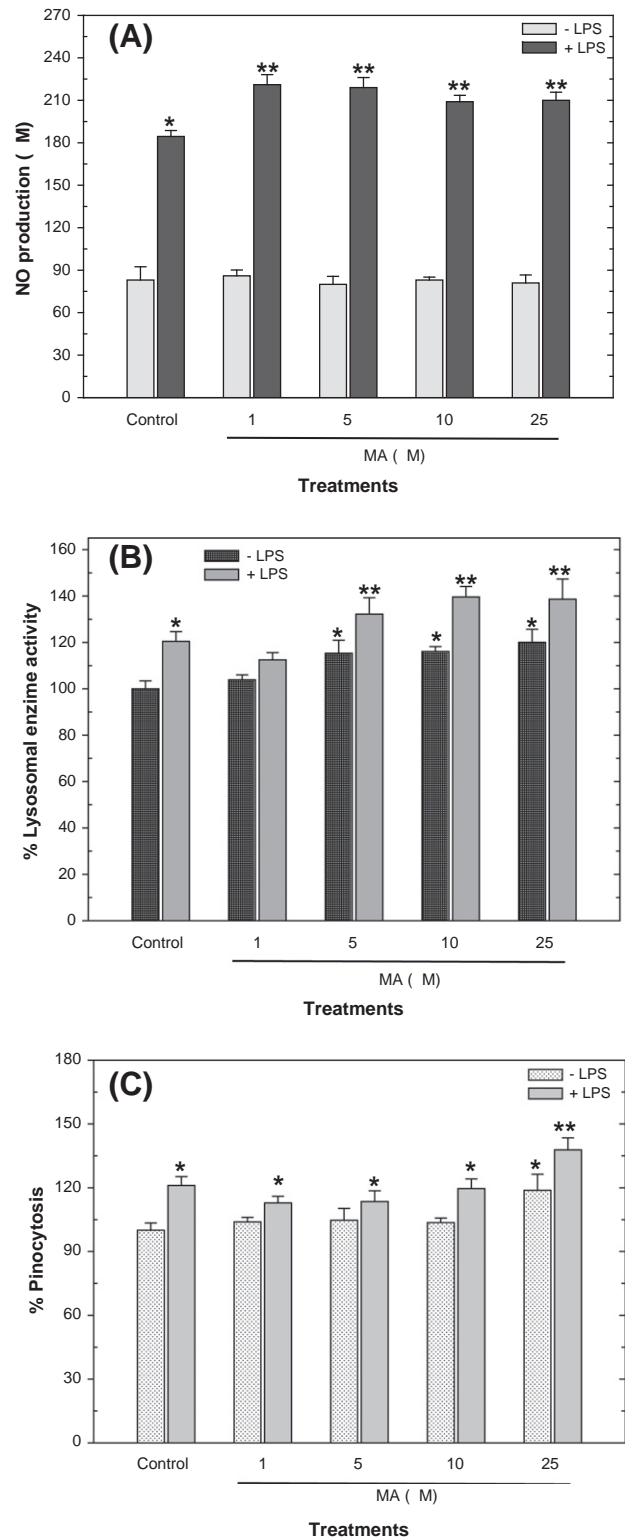 (A)
- LPS
+ LPS
NO production ( M)
270
240
210
180
150
120
90
60
30
0
*
**
**
**
**
Control
1
5
10
25
MA ( M)
Treatments
(B)
- LPS
+ LPS
% Lysosomal enzime activity
160
140
120
100
80
60
40
20
0
*
*
**
*
**
*
**
Control
1
5
10
25
MA ( M)
Treatments
(C)
- LPS
+ LPS
% Pinocytosis
180
150
120
90
60
30
0
*
*
*
*
*
**
Control
1
5
10
25
MA ( M)
Treatments